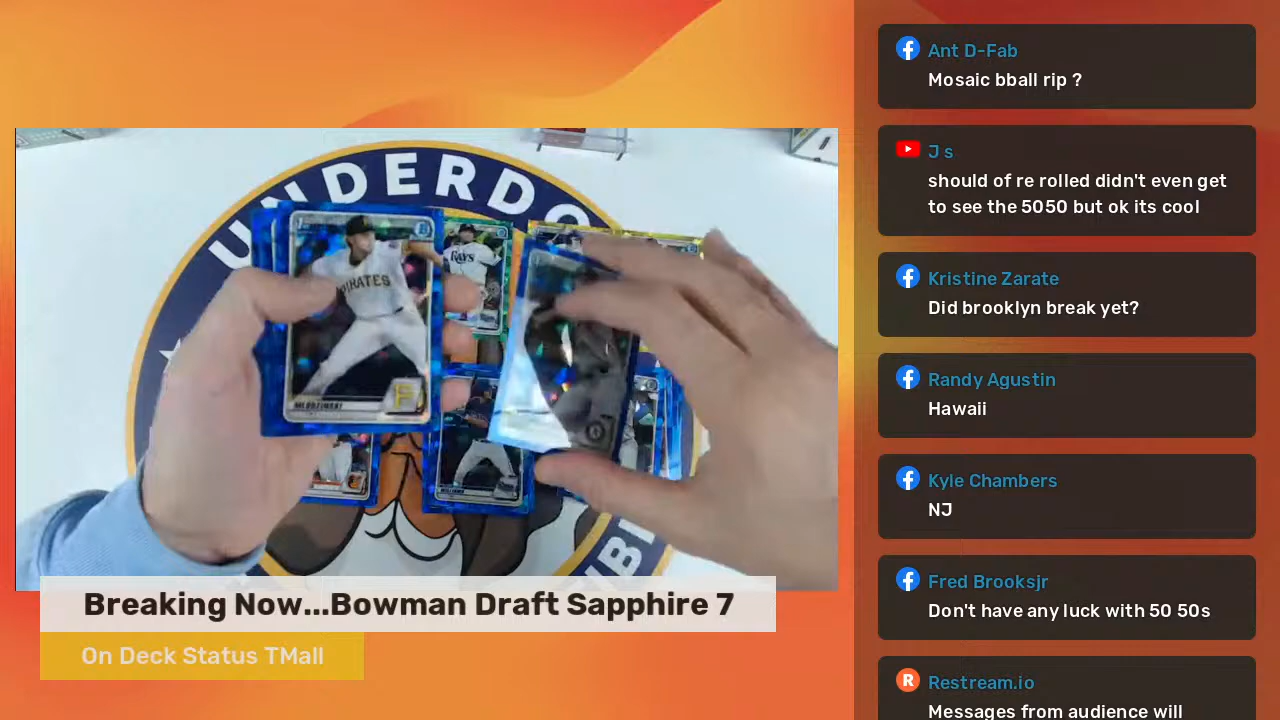 Ant D-Fab
Mosaic bball rip ?
J s
should of re rolled didn't even get
to see the 5050 but ok its cool
Kristine Zarate
Did brooklyn break yet?
Randy Agustin
Hawaii
Kyle Chambers
NJ
Fred Brooksjr
Don't have any luck with 50 50s
R
Restream.io
Messages from audience will
UNDERDO
RAYS
PIRATES
MLODZINSKI
P
Breaking Now...Bowman Draft Sapphire 7
On Deck Status TMall